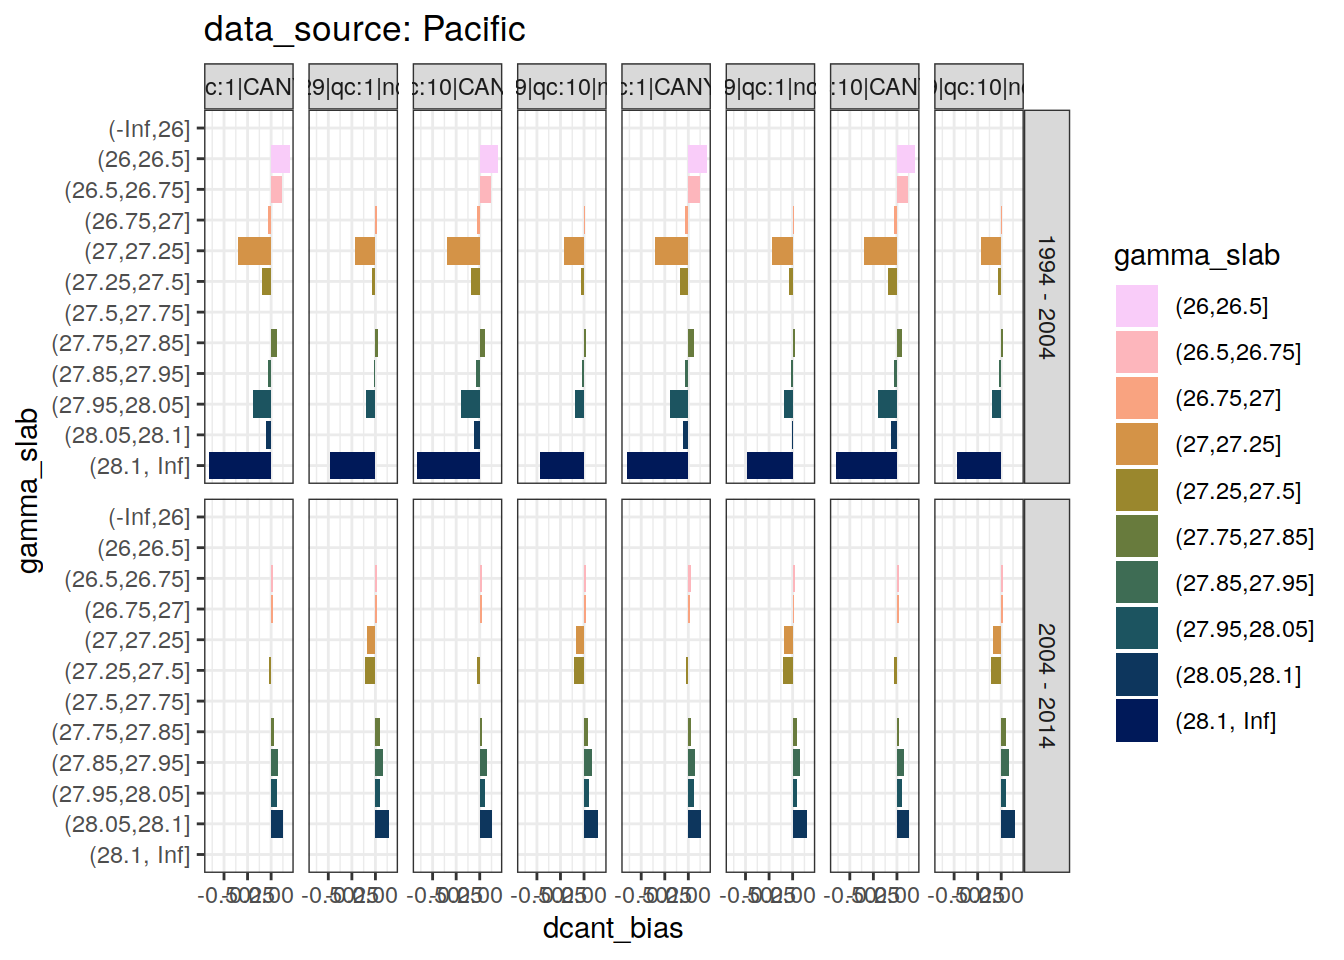 data_source: Pacific
c:1|CAN
29|qc:1|no
c:10|CAN
9|qc:10|n
c:1|CANY
9|qc:1|no
:10|CAN
9|qc:10|no
(-Inf,26]
(26,26.5]
(26.5,26.75]
(26.75,27]
(27,27.25]
(27.25,27.5]
(27.5,27.75]
(27.75,27.85]
(27.85,27.95]
(27.95,28.05]
(28.05,28.1]
(28.1, Inf]
1994 - 2004
(-Inf,26]
(26,26.5]
(26.5,26.75]
(26.75,27]
(27,27.25]
(27.25,27.5]
(27.5,27.75]
(27.75,27.85]
(27.85,27.95]
(27.95,28.05]
(28.05,28.1]
(28.1, Inf]
2004 - 2014
gamma_slab
dcant_bias
gamma_slab
(26,26.5]
(26.5,26.75]
(26.75,27]
(27,27.25]
(27.25,27.5]
(27.75,27.85]
(27.85,27.95]
(27.95,28.05]
(28.05,28.1]
(28.1, Inf]